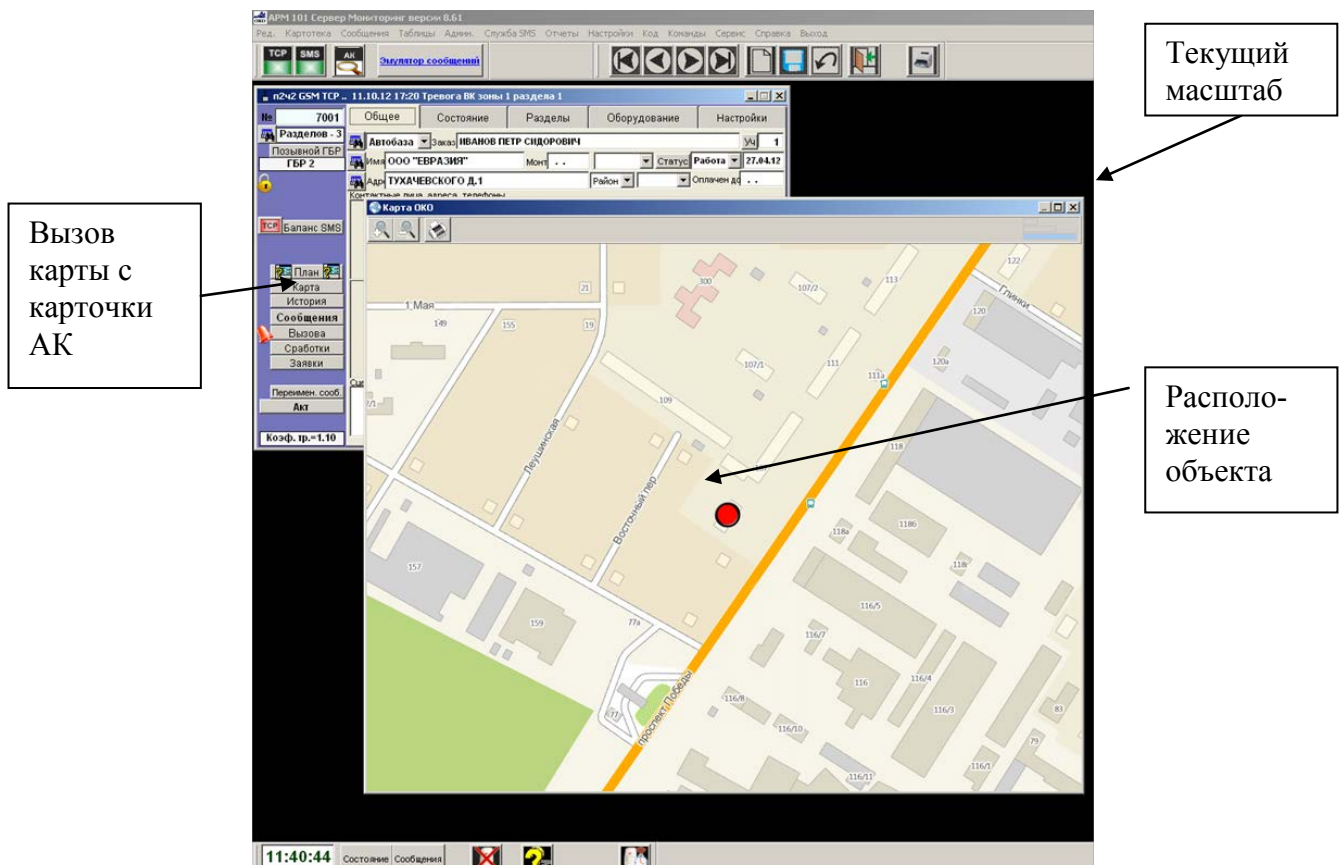 АРМ 101 Сервер Мониторинг версии 8.61
Ред. Картотека Сообщения Таблицы Админ. Служба SMS Отчеты Настройки Код Команды Сервис Справка Выход
TCP SMS АК Эмулятор сообщений
Текущий
масштаб
п2ч2 GSM TCP .. 11.10.12 17:20 Тревога ВК зоны 1 раздела 1
№ 7001 Общее Состояние Разделы Оборудование Настройки
Разделов - 3 Автобаза Заказ ИВАНОВ ПЕТР СИДОРОВИЧ Уч 1
Позывной ГБР
ГБР 2 Имя ООО "ЕВРАЗИЯ" Монт . . Статус Работа 27.04.12
Адр ТУХАЧЕВСКОГО Д.1 Район Оплачен до . .
Контактные лица, адреса, телефоны
Карта ОКО
TCP Баланс SMS
План
Карта
История
Сообщения
Вызова
Сработки
Заявки
Переимен. сооб.
Акт
Коэф. тр.=1.10
Вызов
карты с
карточки
АК
Располо-
жение
объекта
122
113
300
21
107/2
Глинки
1 Мая
120
149
155
19
120а
107/1
111
111а
109
118
Леушинская
Восточный пер
118б
118а
157
116/5
159
77а
116/7
116
116/4
проспект Победы
116/8
116/3
83
77
116/10
79
116/1
116/11
11:40:44 Состояние Сообщения